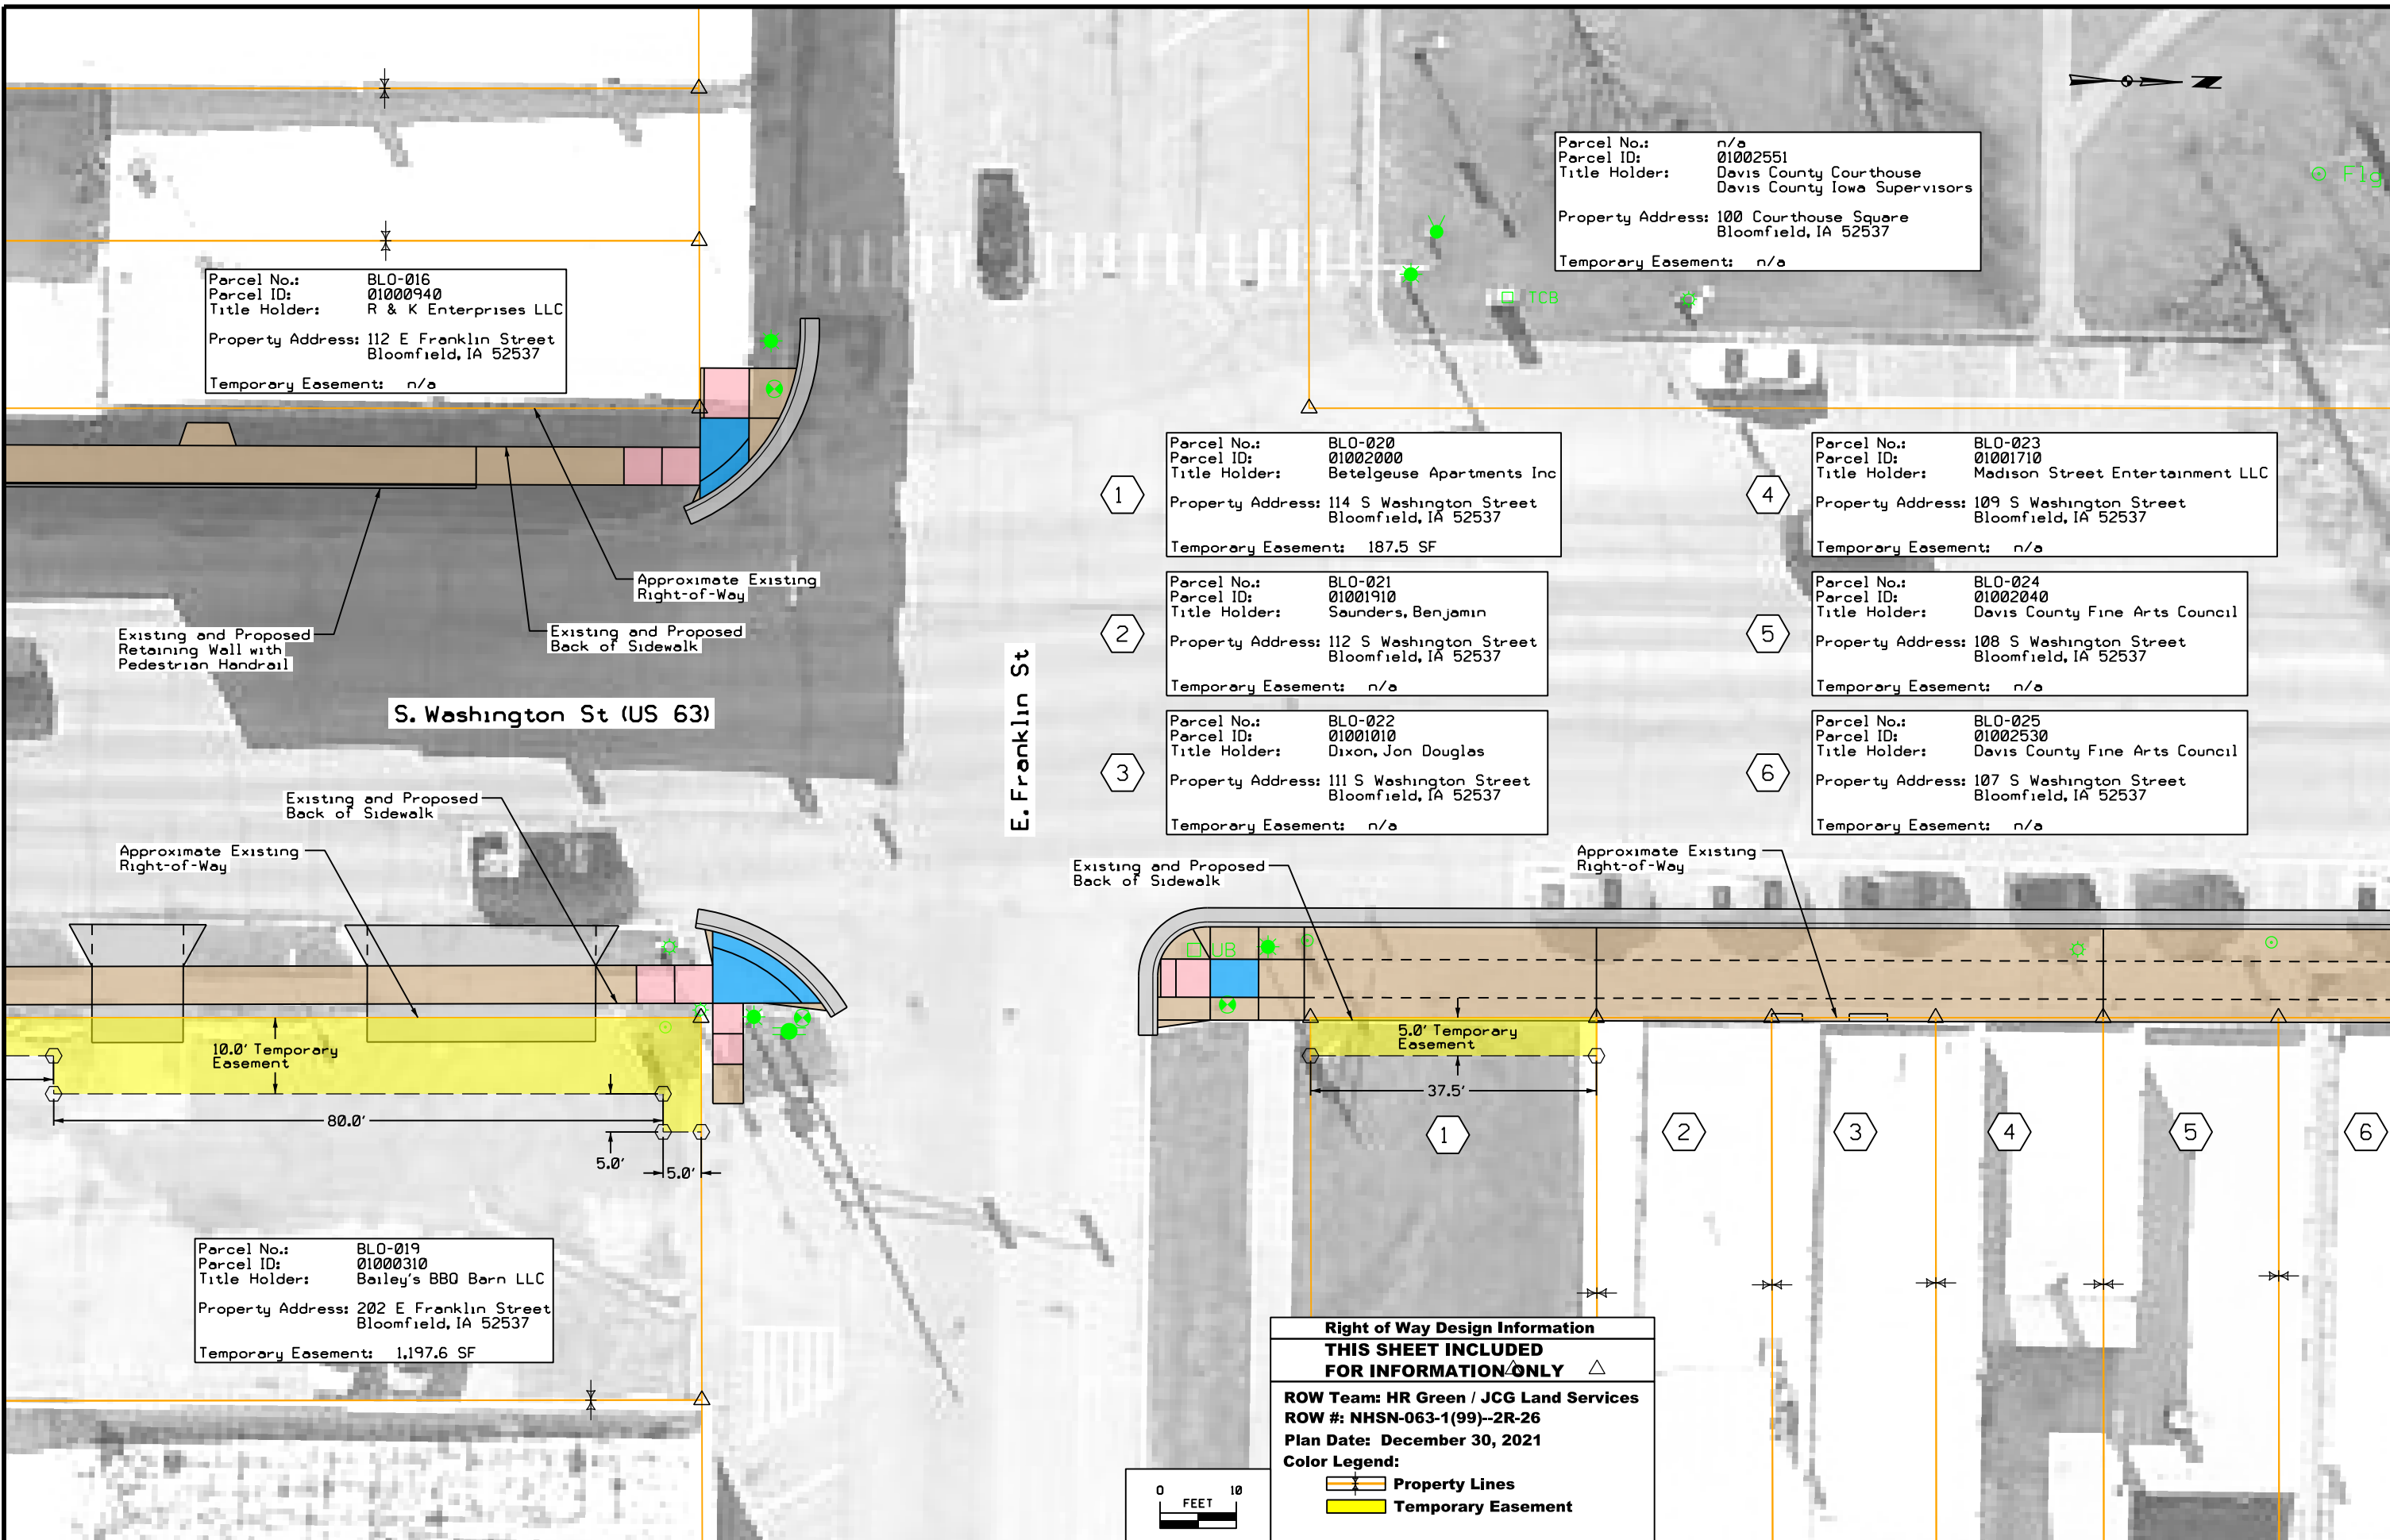 N
Flg
Parcel No.: n/a
Parcel ID: 01002551
Title Holder: Davis County Courthouse
Davis County Iowa Supervisors
Property Address: 100 Courthouse Square
Bloomfield, IA 52537
Temporary Easement: n/a
TCB
Parcel No.: BLO-016
Parcel ID: 01000940
Title Holder: R & K Enterprises LLC
Property Address: 112 E Franklin Street
Bloomfield, IA 52537
Temporary Easement: n/a
1
Parcel No.: BLO-020
Parcel ID: 01002000
Title Holder: Betelgeuse Apartments Inc
Property Address: 114 S Washington Street
Bloomfield, IA 52537
Temporary Easement: 187.5 SF
4
Parcel No.: BLO-023
Parcel ID: 01001710
Title Holder: Madison Street Entertainment LLC
Property Address: 109 S Washington Street
Bloomfield, IA 52537
Temporary Easement: n/a
2
Parcel No.: BLO-021
Parcel ID: 01001910
Title Holder: Saunders, Benjamin
Property Address: 112 S Washington Street
Bloomfield, IA 52537
Temporary Easement: n/a
5
Parcel No.: BLO-024
Parcel ID: 01002040
Title Holder: Davis County Fine Arts Council
Property Address: 108 S Washington Street
Bloomfield, IA 52537
Temporary Easement: n/a
3
Parcel No.: BLO-022
Parcel ID: 01001010
Title Holder: Dixon, Jon Douglas
Property Address: 111 S Washington Street
Bloomfield, IA 52537
Temporary Easement: n/a
6
Parcel No.: BLO-025
Parcel ID: 01002530
Title Holder: Davis County Fine Arts Council
Property Address: 107 S Washington Street
Bloomfield, IA 52537
Temporary Easement: n/a
Approximate Existing
Right-of-Way
Existing and Proposed
Back of Sidewalk
Existing and Proposed
Retaining Wall with
Pedestrian Handrail
S. Washington St (US 63)
E. Franklin St
Existing and Proposed
Back of Sidewalk
Approximate Existing
Right-of-Way
Existing and Proposed
Back of Sidewalk
Approximate Existing
Right-of-Way
UB
10.0' Temporary
Easement
80.0'
5.0'
5.0'
5.0' Temporary
Easement
37.5'
1
2
3
4
5
6
Parcel No.: BLO-019
Parcel ID: 01000310
Title Holder: Bailey's BBQ Barn LLC
Property Address: 202 E Franklin Street
Bloomfield, IA 52537
Temporary Easement: 1,197.6 SF
Right of Way Design Information
THIS SHEET INCLUDED
FOR INFORMATION ONLY
ROW Team: HR Green / JCG Land Services
ROW #: NHSN-063-1(99)--2R-26
Plan Date: December 30, 2021
Color Legend:
Property Lines
Temporary Easement
0 10
FEET